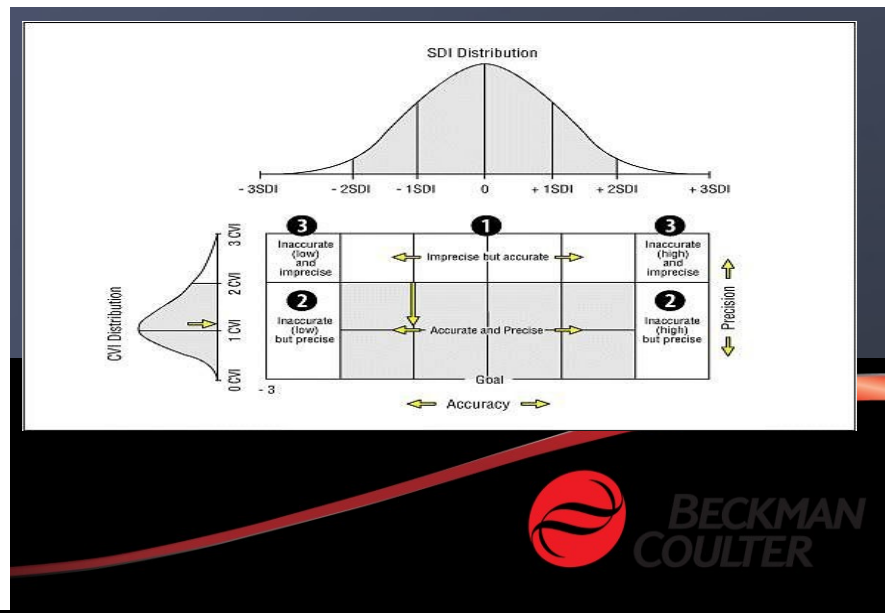 SDI Distribution
- 3SDI
- 2SDI
- 1SDI
0
+ 1SDI
+ 2SDI
+ 3SDI
CVI Distribution
3 CVI
2 CVI
1 CVI
0 CVI
3
Inaccurate
(low)
and
imprecise
1
Imprecise but accurate
3
Inaccurate
(high)
and
imprecise
2
Inaccurate
(low)
but precise
Accurate and Precise
2
Inaccurate
(high)
but precise
Precision
- 3
Goal
Accuracy
BECKMAN
COULTER